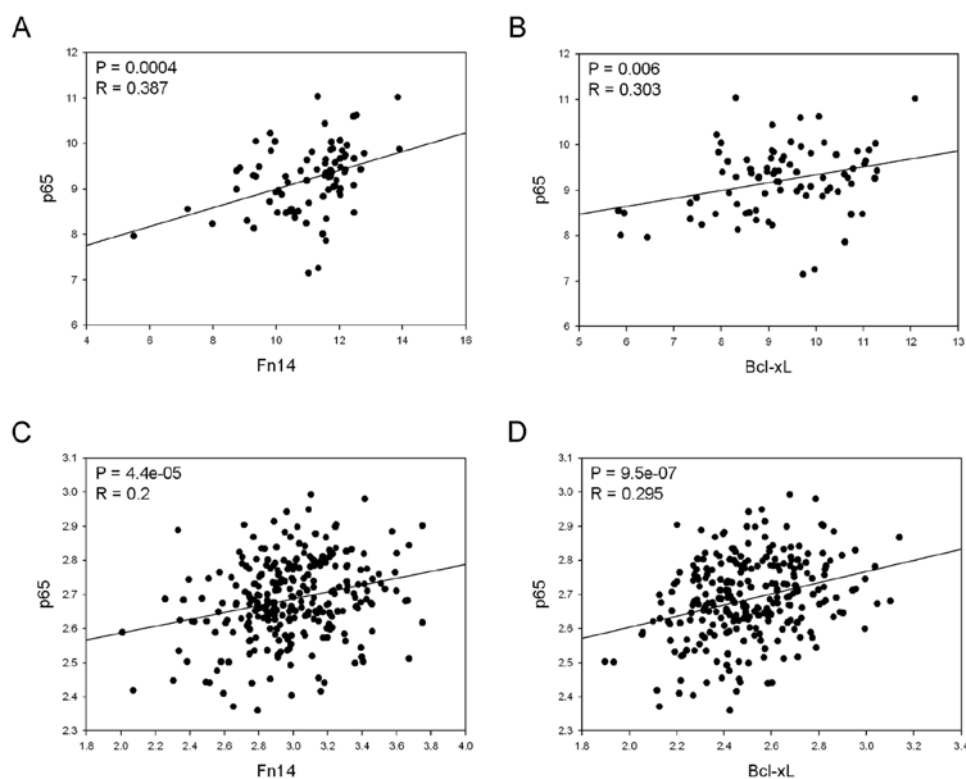 A
P = 0.0004
R = 0.387
12
11
10
9
8
7
6
p65
4 6 8 10 12 14 16
Fn14
B
P = 0.006
R = 0.303
12
11
10
9
8
7
6
p65
5 6 7 8 9 10 11 12 13
Bcl-xL
C
P = 4.4e-05
R = 0.2
3.1
3.0
2.9
2.8
2.7
2.6
2.5
2.4
2.3
p65
1.8 2.0 2.2 2.4 2.6 2.8 3.0 3.2 3.4 3.6 3.8 4.0
Fn14
D
P = 9.5e-07
R = 0.295
3.1
3.0
2.9
2.8
2.7
2.6
2.5
2.4
2.3
p65
1.8 2.0 2.2 2.4 2.6 2.8 3.0 3.2 3.4
Bcl-xL